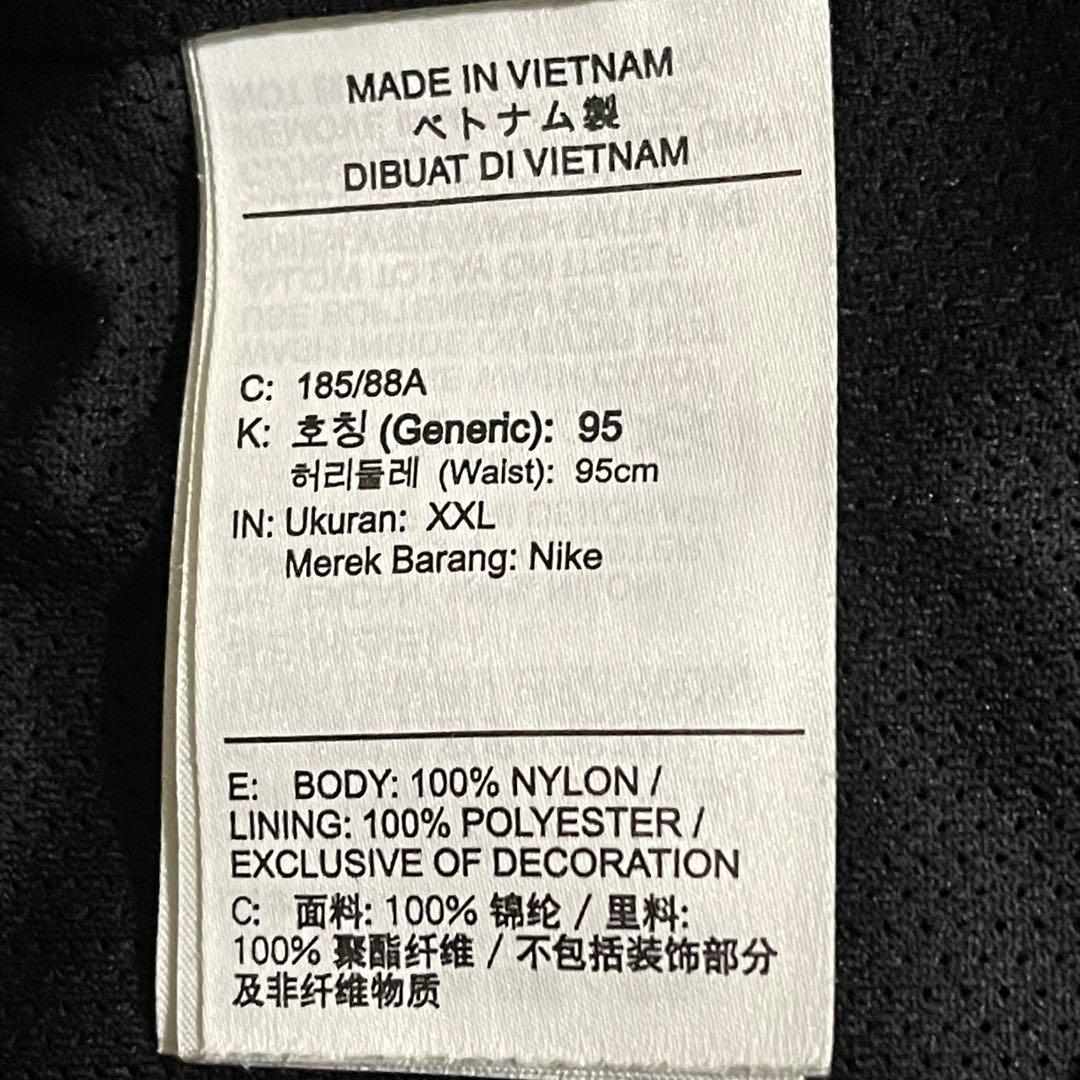 MADE IN VIETNAM
ベトナム製
DIBUAT DI VIETNAM
C: 185/88A
K: 호칭 (Generic): 95
허리둘레 (Waist): 95cm
IN: Ukuran: XXL
Merek Barang: Nike
E: BODY: 100% NYLON /
LINING: 100% POLYESTER /
EXCLUSIVE OF DECORATION
C: 面料: 100% 锦纶 / 里料:
100% 聚酯纤维 / 不包括装饰部分
及非纤维物质